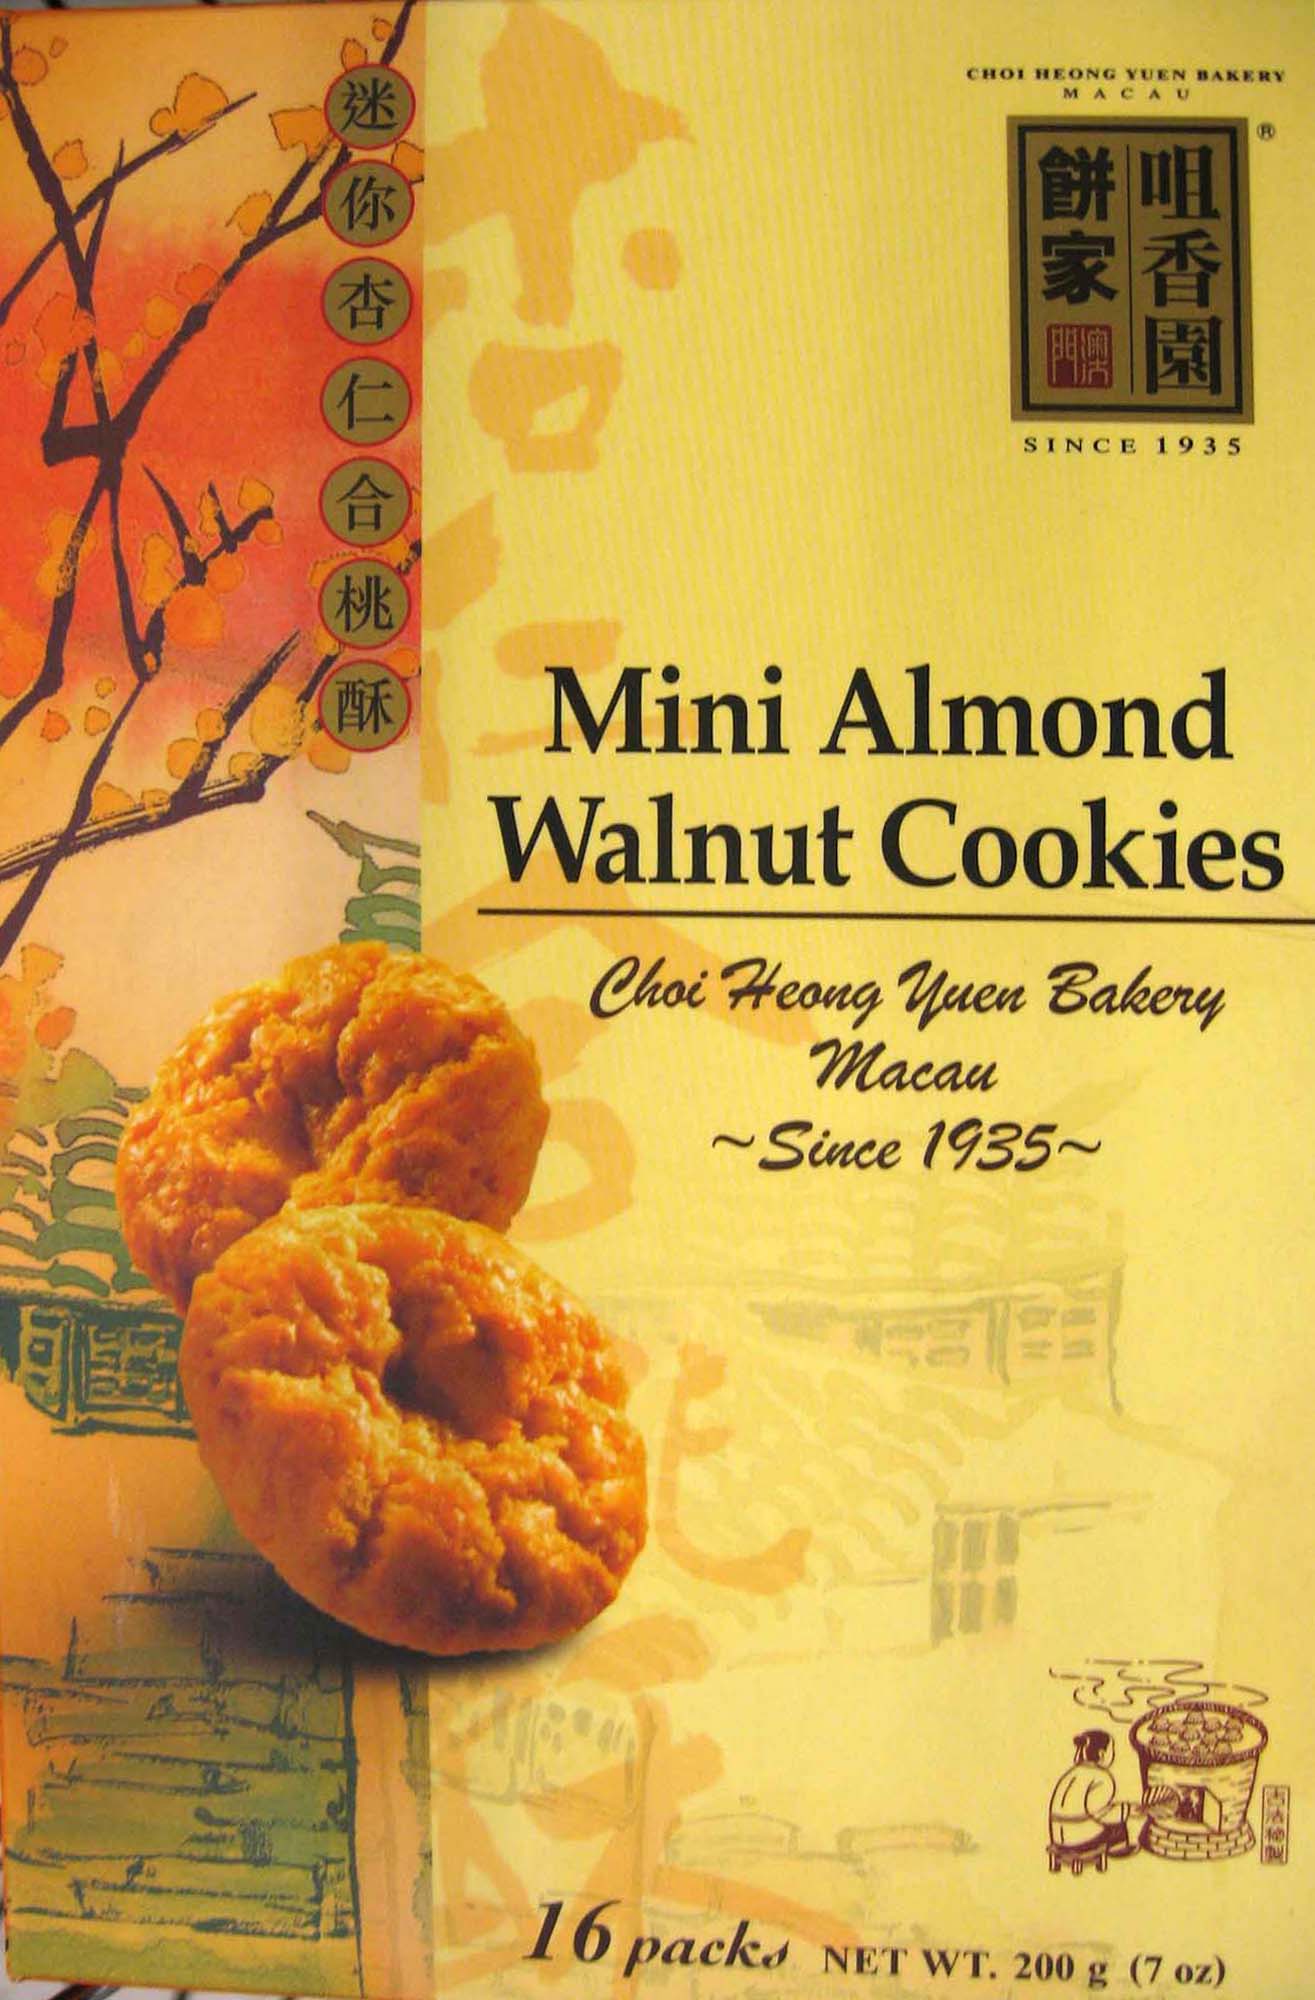 迷你杏仁合桃酥
CHOI HEONG YUEN BAKERY
MACAU
咀香園
餅家
澳門
®
SINCE 1935
Mini Almond
Walnut Cookies
Choi Heong Yuen Bakery
Macau
~Since 1935~
16 packs NET WT. 200 g (7 oz)